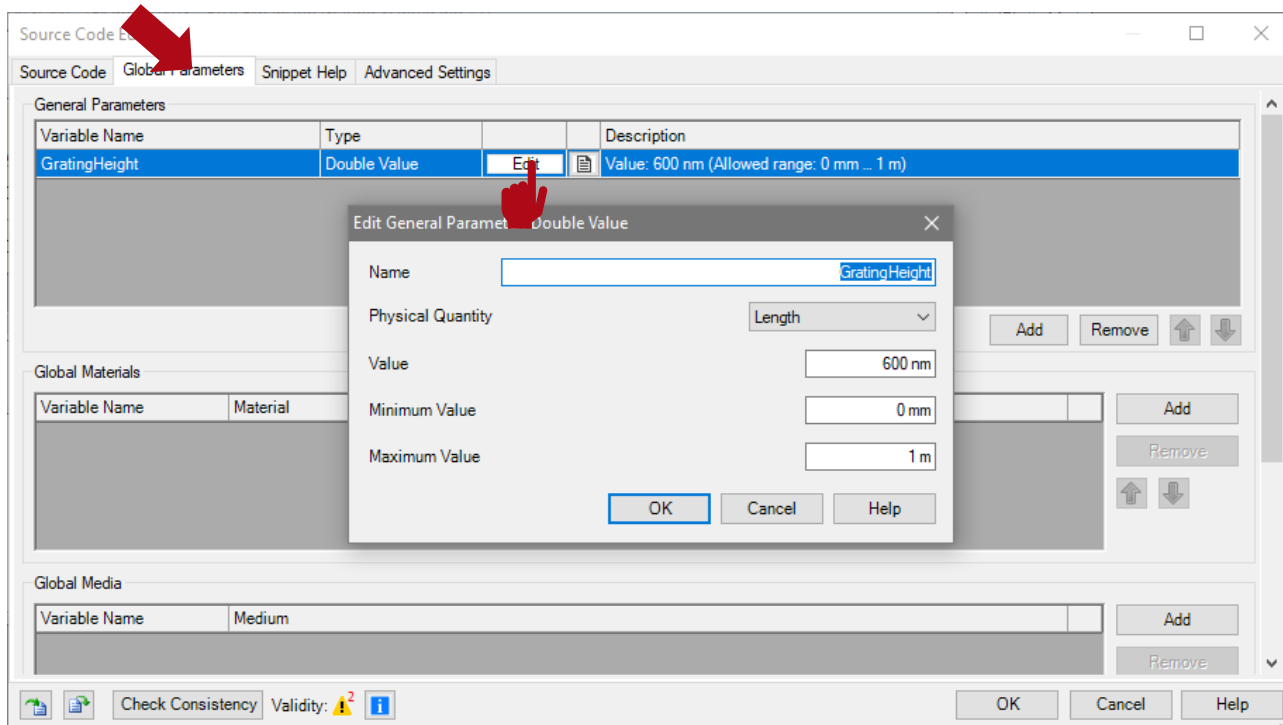 Source Code E
Source Code Global Parameters Snippet Help Advanced Settings
General Parameters
Variable Name Type Description
GratingHeight Double Value Edit Value: 600 nm (Allowed range: 0 mm ... 1 m)
Edit General Parameter Double Value
Name GratingHeight
Physical Quantity Length
Value 600 nm
Minimum Value 0 mm
Maximum Value 1 m
OK Cancel Help
Add Remove
Global Materials
Variable Name Material
Add
Remove
Global Media
Variable Name Medium
Add
Remove
Check Consistency Validity: 2
OK Cancel Help